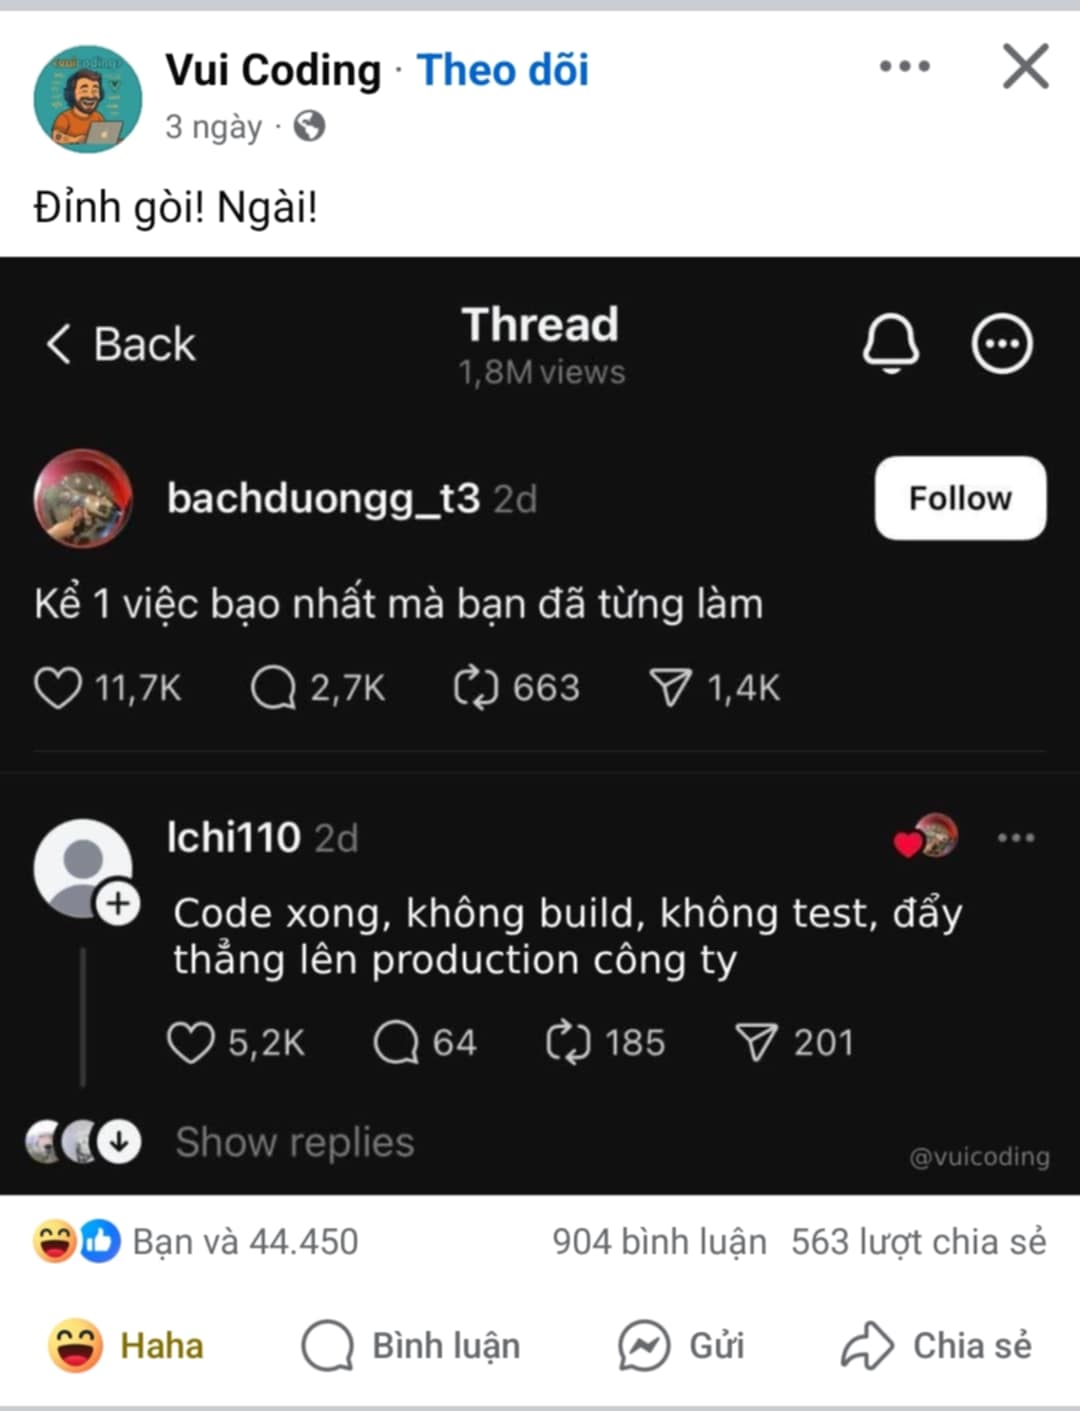 Vui Coding · Theo dõi
3 ngày ·
Đỉnh gòi! Ngài!
Back
Thread
1,8M views
bachduongg_t3 2d
Follow
Kể 1 việc bạo nhất mà bạn đã từng làm
11,7K 2,7K 663 1,4K
lchi110 2d
Code xong, không build, không test, đẩy
thẳng lên production công ty
5,2K 64 185 201
Show replies
@vuicoding
Bạn và 44.450 904 bình luận 563 lượt chia sẻ
Haha Bình luận Gửi Chia sẻ